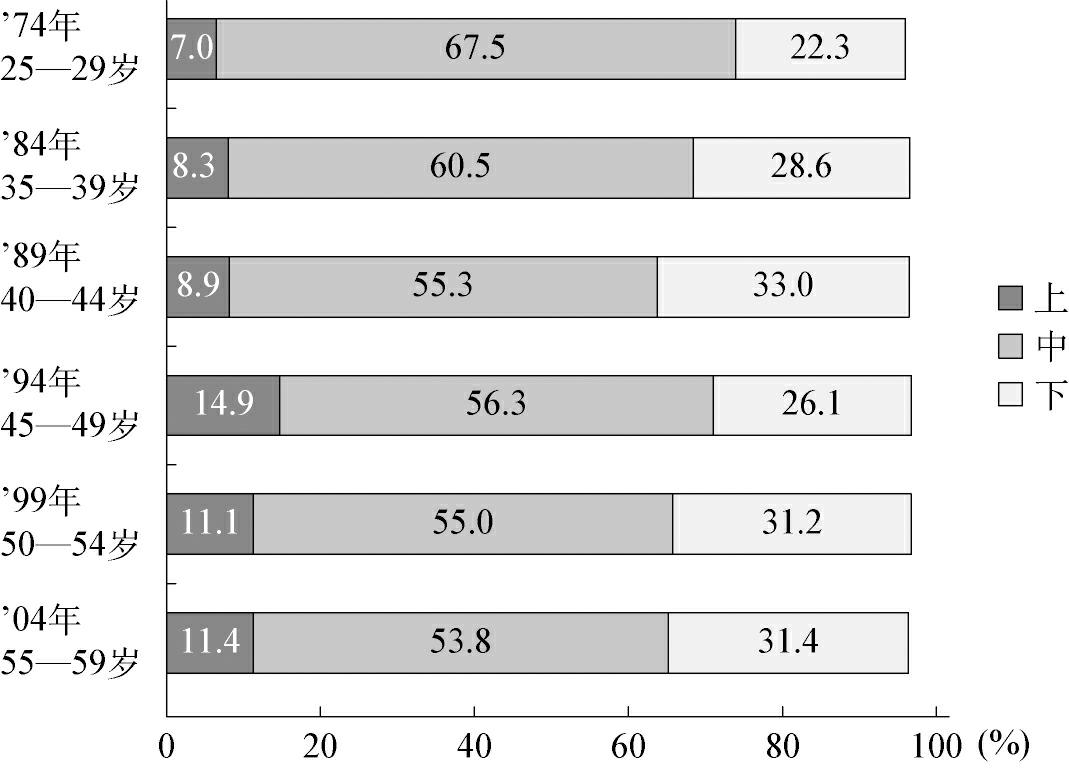 ’74年
25—29岁
7.0 67.5 22.3
’84年
35—39岁
8.3 60.5 28.6
’89年
40—44岁
8.9 55.3 33.0
上
中
下
’94年
45—49岁
14.9 56.3 26.1
’99年
50—54岁
11.1 55.0 31.2
’04年
55—59岁
11.4 53.8 31.4
0 20 40 60 80 100 (%)